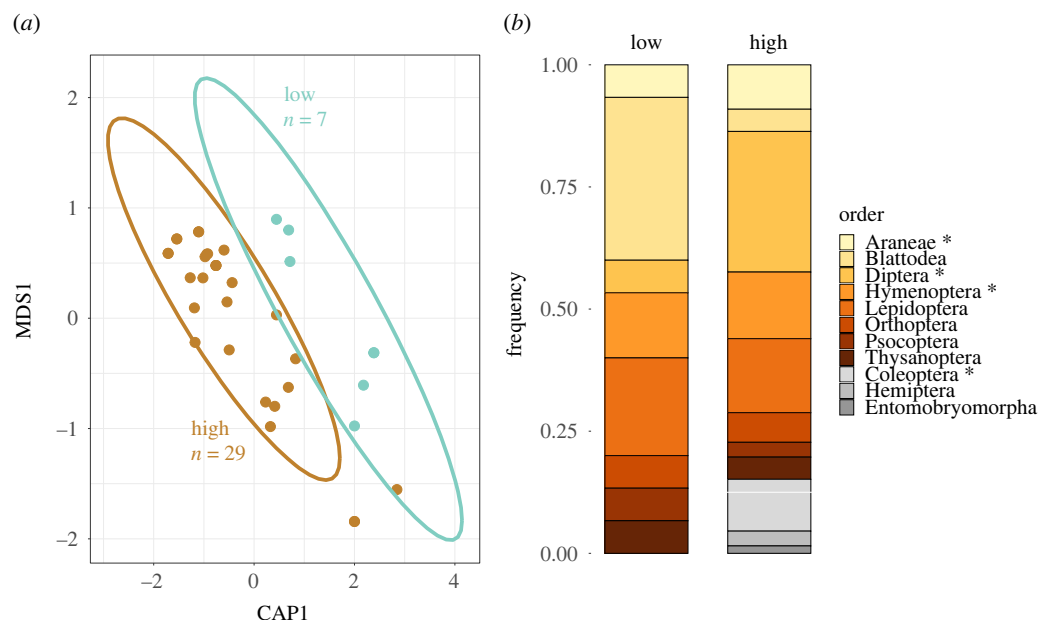 (a)
2
1
0
−1
−2
MDS1
−2
0
2
4
CAP1
low
n = 7
high
n = 29
(b)
low
high
1.00
0.75
0.50
0.25
0.00
frequency
order
Araneae *
Blattodea
Diptera *
Hymenoptera *
Lepidoptera
Orthoptera
Psocoptera
Thysanoptera
Coleoptera *
Hemiptera
Entomobryomorpha